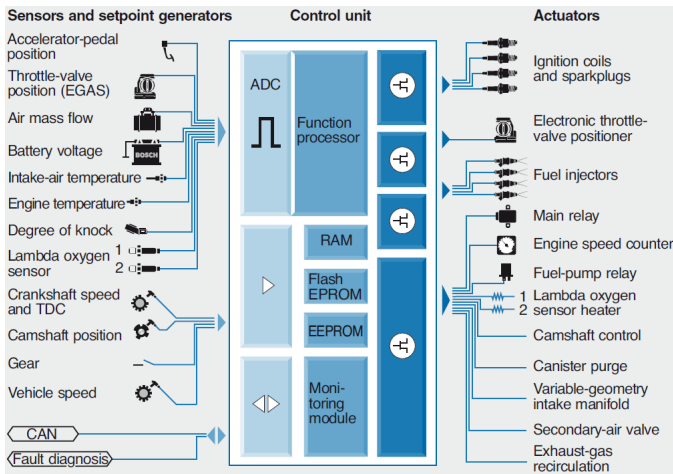 Sensors and setpoint generators
Control unit
Actuators
Accelerator-pedal
position
Throttle-valve
position (EGAS)
Air mass flow
Battery voltage
BOSCH
Intake-air temperature
Engine temperature
Degree of knock
Lambda oxygen
sensor
1
2
Crankshaft speed
and TDC
Camshaft position
Gear
Vehicle speed
CAN
Fault diagnosis
ADC
Function
processor
RAM
Flash
EPROM
EEPROM
Moni-
toring
module
Ignition coils
and sparkplugs
Electronic throttle-
valve positioner-
Fuel injectors
Main relay
Engine speed counter
Fuel-pump relay
1 Lambda oxygen
2 sensor heater
Camshaft control
Canister purge
Variable-geometry
intake manifold
Secondary-air valve
Exhaust-gas
recirculation